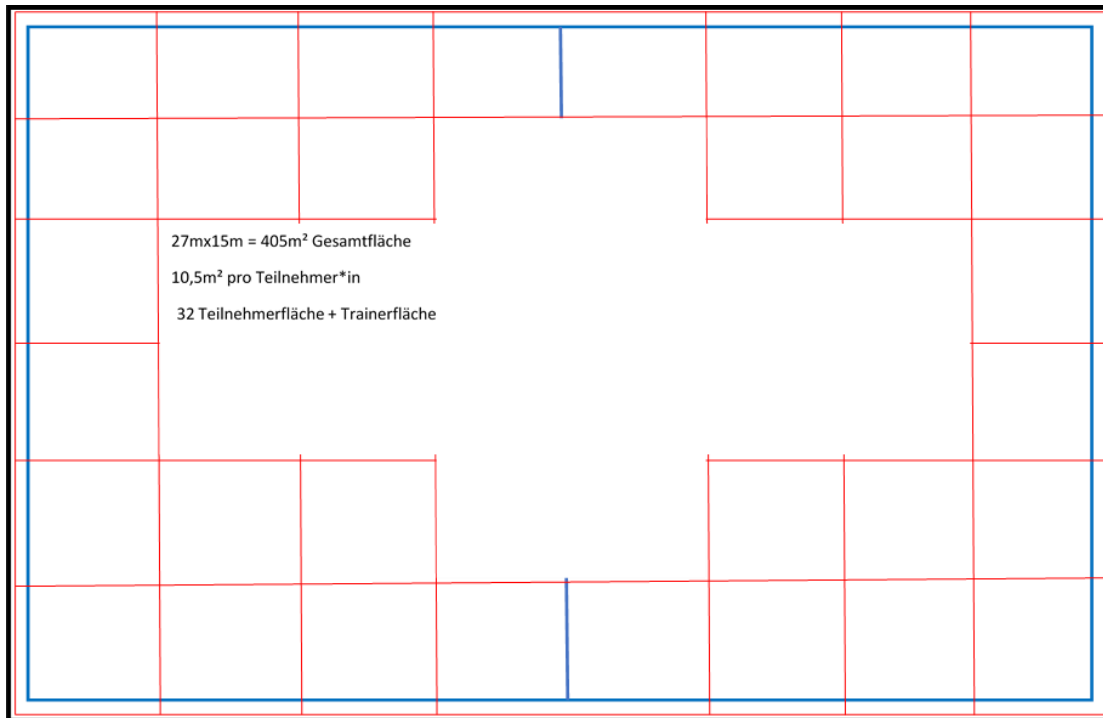 27mx15m = 405m² Gesamtfläche
10,5m² pro Teilnehmer*in
32 Teilnehmerfläche + Trainerfläche